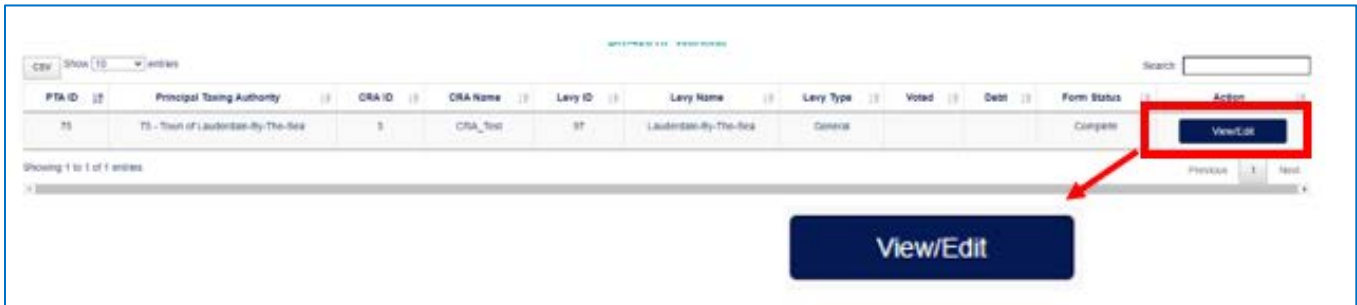 CSV Show 10 entries
Search
PTA ID Principal Taxing Authority CRA ID CRA Name Levy ID Levy Name Levy Type Voted Debt Form Status Action
75 75 - Town of Lauderdale-By-The-Sea 5 CRA_Test 97 Lauderdale-By-The-Sea General Complete View/Edit
Showing 1 to 1 of 1 entries
Previous 1 Next
View/Edit